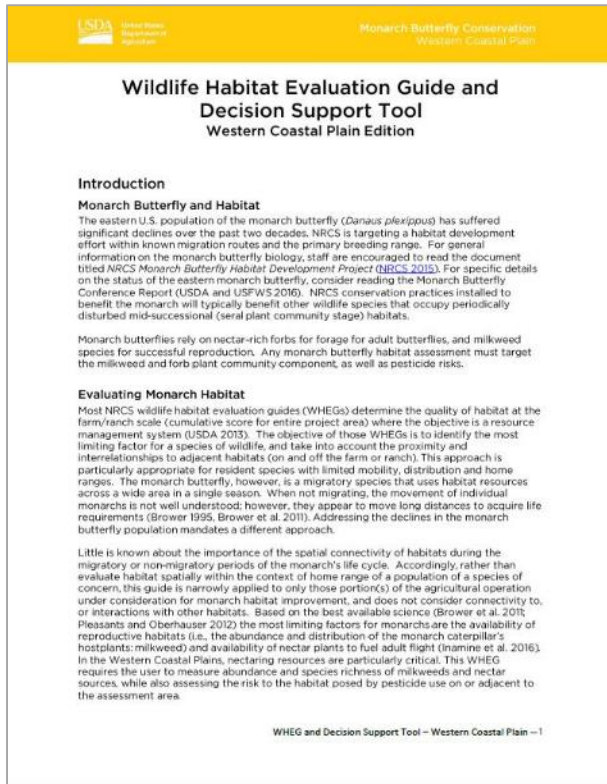 USDA
United States
Department of
Agriculture
Monarch Butterfly Conservation
Western Coastal Plain
Wildlife Habitat Evaluation Guide and
Decision Support Tool
Western Coastal Plain Edition
Introduction
Monarch Butterfly and Habitat
The eastern U.S. population of the monarch butterfly (Danaus plexippus) has suffered
significant declines over the past two decades. NRCS is targeting a habitat development
effort within known migration routes and the primary breeding range.  For general
information on the monarch butterfly biology, staff are encouraged to read the document
titled NRCS Monarch Butterfly Habitat Development Project (NRCS 2015). For specific details
on the status of the eastern monarch butterfly, consider reading the Monarch Butterfly
Conference Report (USDA and USFWS 2016).  NRCS conservation practices installed to
benefit the monarch will typically benefit other wildlife species that occupy periodically
disturbed mid-successional (seral plant community stage) habitats.
Monarch butterflies rely on nectar-rich forbs for forage for adult butterflies, and milkweed
species for successful reproduction.  Any monarch butterfly habitat assessment must target
the milkweed and forb plant community component, as well as pesticide risks.
Evaluating Monarch Habitat
Most NRCS wildlife habitat evaluation guides (WHEGs) determine the quality of habitat at the
farm/ranch scale (cumulative score for entire project area) where the objective is a resource
management system (USDA 2013).  The objective of those WHEGs is to identify the most
limiting factor for a species of wildlife, and take into account the proximity and
interrelationships to adjacent habitats (on and off the farm or ranch). This approach is
particularly appropriate for resident species with limited mobility, distribution and home
ranges.  The monarch butterfly, however, is a migratory species that uses habitat resources
across a wide area in a single season.  When not migrating, the movement of individual
monarchs is not well understood; however, they appear to move long distances to acquire life
requirements (Brower 1995, Brower et al. 2011). Addressing the declines in the monarch
butterfly population mandates a different approach.
Little is known about the importance of the spatial connectivity of habitats during the
migratory or non-migratory periods of the monarch's life cycle.  Accordingly, rather than
evaluate habitat spatially within the context of home range of a population of a species of
concern, this guide is narrowly applied to only those portion(s) of the agricultural operation
under consideration for monarch habitat improvement, and does not consider connectivity to,
or interactions with other habitats.  Based on the best available science (Brower et al. 2011;
Pleasants and Oberhauser 2012) the most limiting factors for monarchs are the availability of
reproductive habitats (i.e., the abundance and distribution of the monarch caterpillar's
hostplants: milkweed) and availability of nectar plants to fuel adult flight (Inamine et al. 2016).
In the Western Coastal Plains, nectaring resources are particularly critical. This WHEG
requires the user to measure abundance and species richness of milkweeds and nectar
sources, while also assessing the risk to the habitat posed by pesticide use on or adjacent to
the assessment area.
WHEG and Decision Support Tool – Western Coastal Plain —1